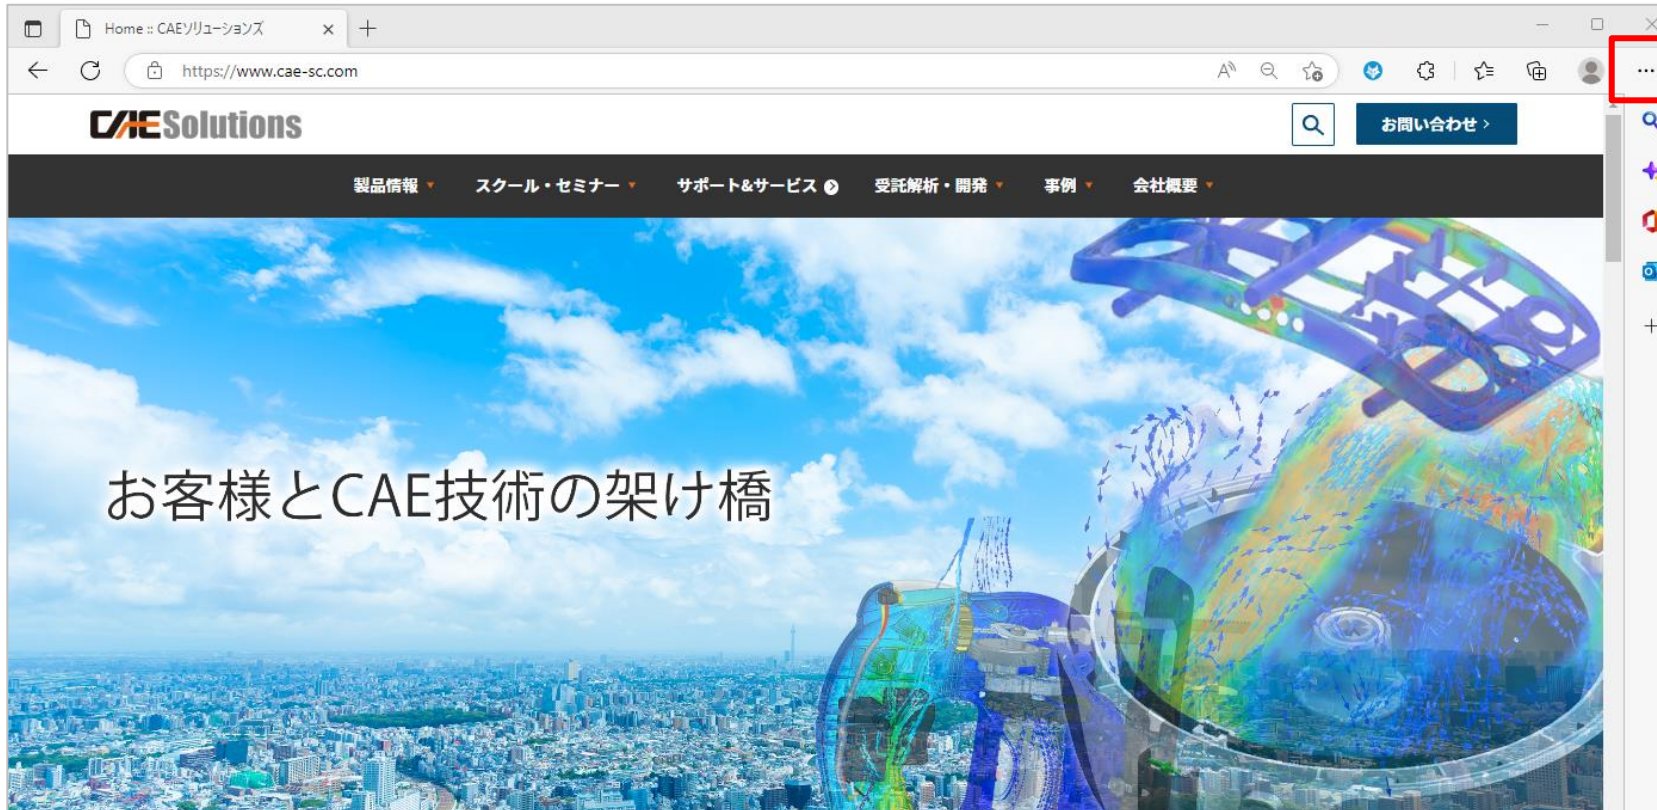 Home :: CAEソリューションズ
https://www.cae-sc.com
CAESolutions
お問い合わせ
製品情報 スクール・セミナー サポート&サービス 受託解析・開発 事例 会社概要
お客様とCAE技術の架け橋